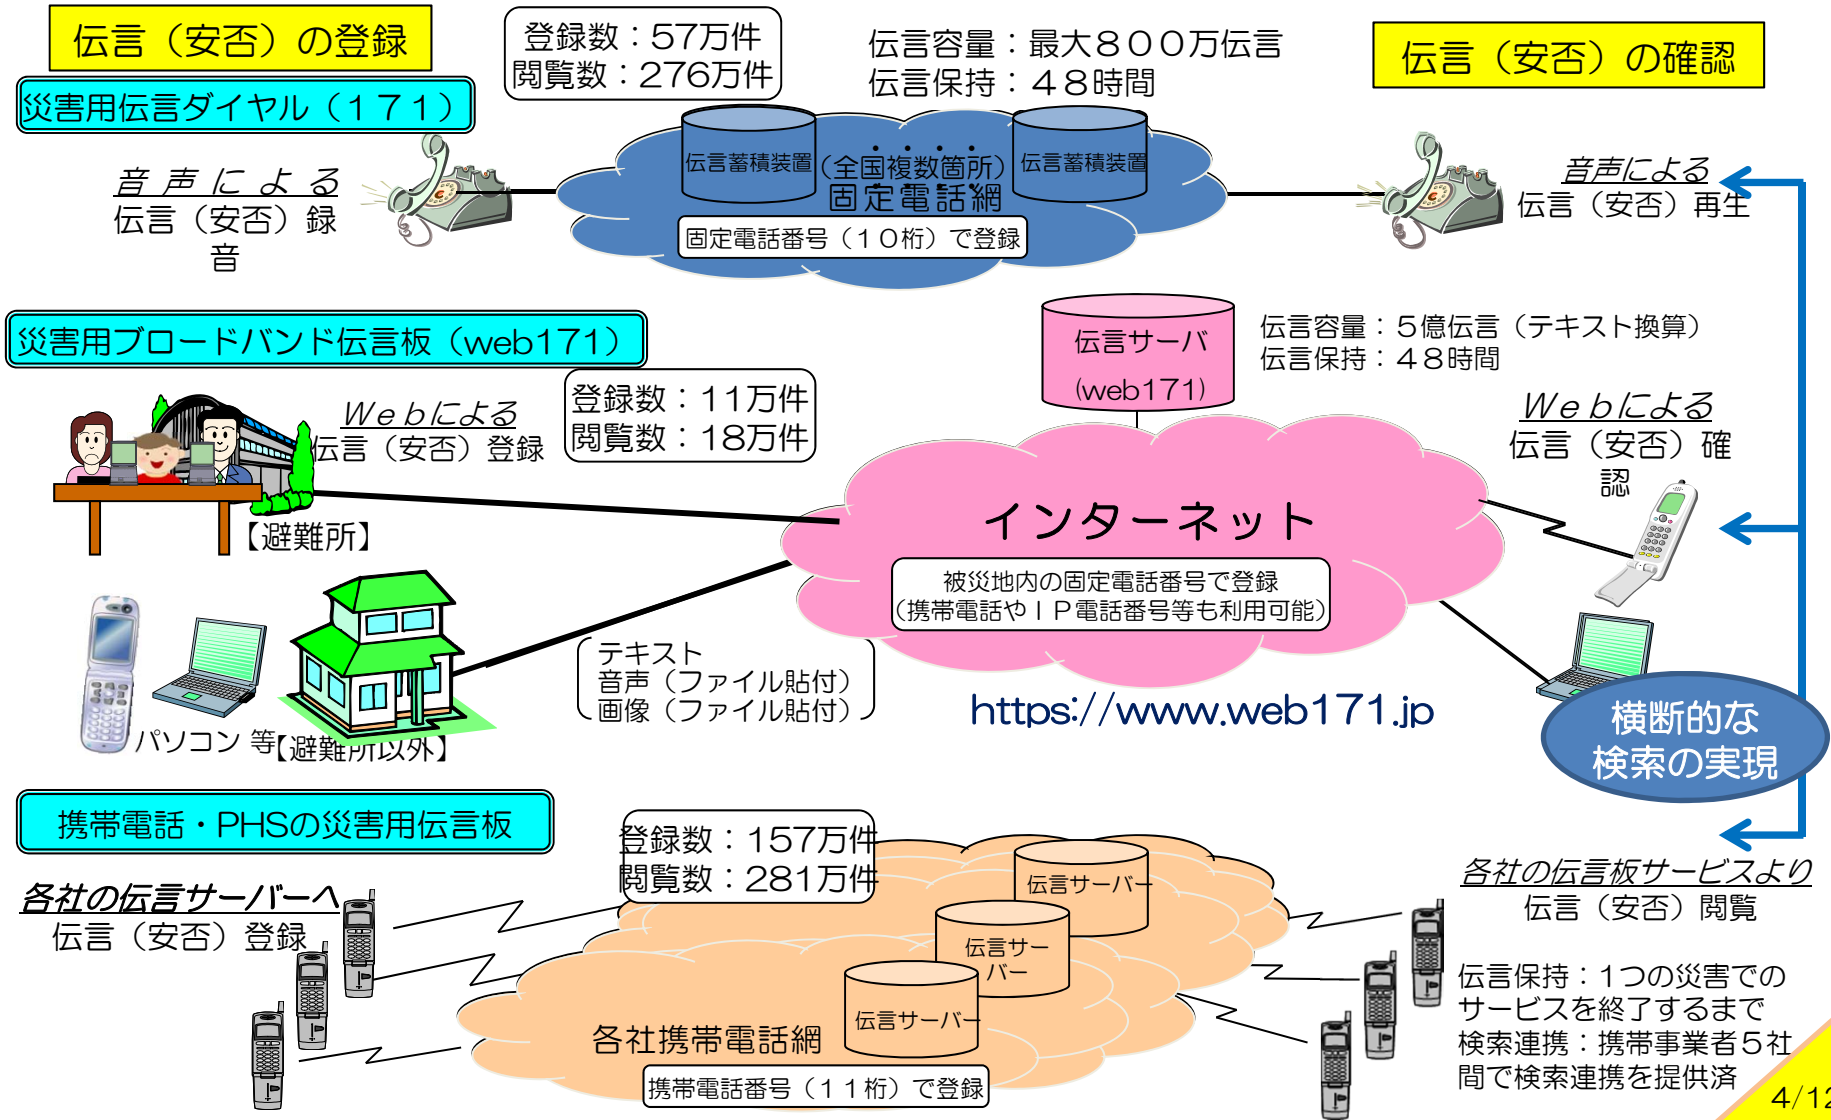 伝言（安否）の登録
登録数：57万件
閲覧数：276万件
伝言容量：最大８００万伝言
伝言保持：４８時間
伝言（安否）の確認
災害用伝言ダイヤル（１７１）
音声による
伝言（安否）録
音
伝言蓄積装置
・・・・
（全国複数箇所）
固定電話網
伝言蓄積装置
固定電話番号（１０桁）で登録
音声による
伝言（安否）再生
災害用ブロードバンド伝言板（web171）
Ｗｅｂによる
伝言（安否）登録
登録数：11万件
閲覧数：18万件
伝言サーバ
(web171)
伝言容量：５億伝言（テキスト換算）
伝言保持：４８時間
Ｗｅｂによる
伝言（安否）確
認
【避難所】
インターネット
被災地内の固定電話番号で登録
（携帯電話やＩＰ電話番号等も利用可能）
テキスト
音声（ファイル貼付）
画像（ファイル貼付）
https://www.web171.jp
パソコン 等
【避難所以外】
横断的な
検索の実現
携帯電話・PHSの災害用伝言板
登録数：157万件
閲覧数：281万件
各社の伝言サーバーへ
伝言（安否）登録
伝言サーバー
伝言サー
バー
伝言サーバー
各社携帯電話網
携帯電話番号（１１桁）で登録
各社の伝言板サービスより
伝言（安否）閲覧
伝言保持：１つの災害での
サービスを終了するまで
検索連携：携帯事業者５社
間で検索連携を提供済
4/12